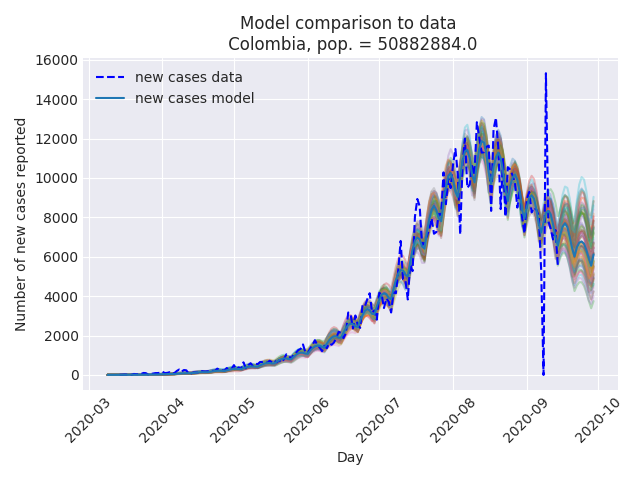 Model comparison to data
Colombia, pop. = 50882884.0
new cases data
new cases model
Number of new cases reported
16000
14000
12000
10000
8000
6000
4000
2000
0
2020-03
2020-04
2020-05
2020-06
2020-07
2020-08
2020-09
2020-10
Day